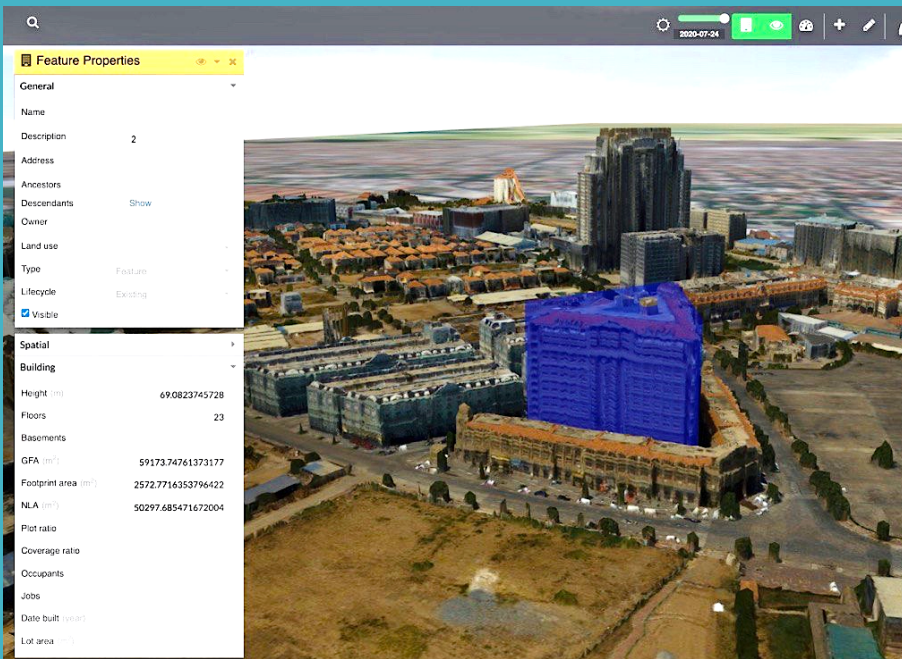 2020-07-24
Feature Properties
General
Name
Description 2
Address
Ancestors
Descendants Show
Owner
Land use
Type Feature
Lifecycle Existing
Visible
Spatial
Building
Height (m) 69.0823745728
Floors 23
Basements
GFA (m²) 59173.74761373177
Footprint area (m²) 2572.7716353796422
NLA (m²) 50297.685471672004
Plot ratio
Coverage ratio
Occupants
Jobs
Date built (year)
Lot area (m²)